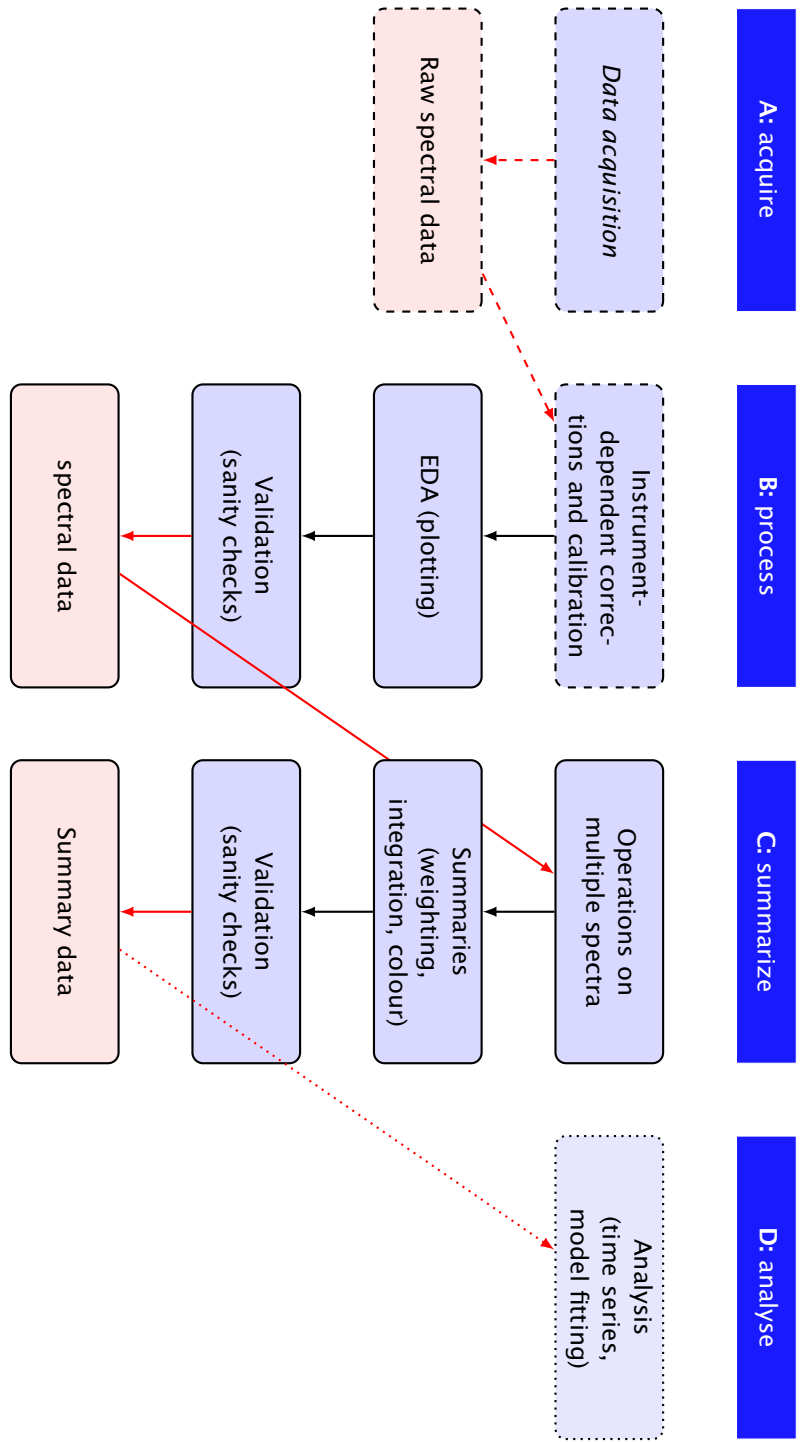 A: acquire
Data acquisition
Raw spectral data
B: process
Instrument-
dependent correc-
tions and calibration
EDA (plotting)
Validation
(sanity checks)
spectral data
C: summarize
Operations on
multiple spectra
Summaries
(weighting,
integration, colour)
Validation
(sanity checks)
Summary data
D: analyse
Analysis
(time series,
model fitting)